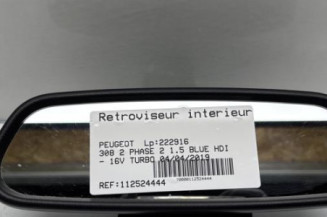 Retroviseur interieur
PEUGEOT Lp:222916
308 2 PHASE 2 1.5 BLUE HDI
- 16V TURBO 04/04/2019
REF:112524444